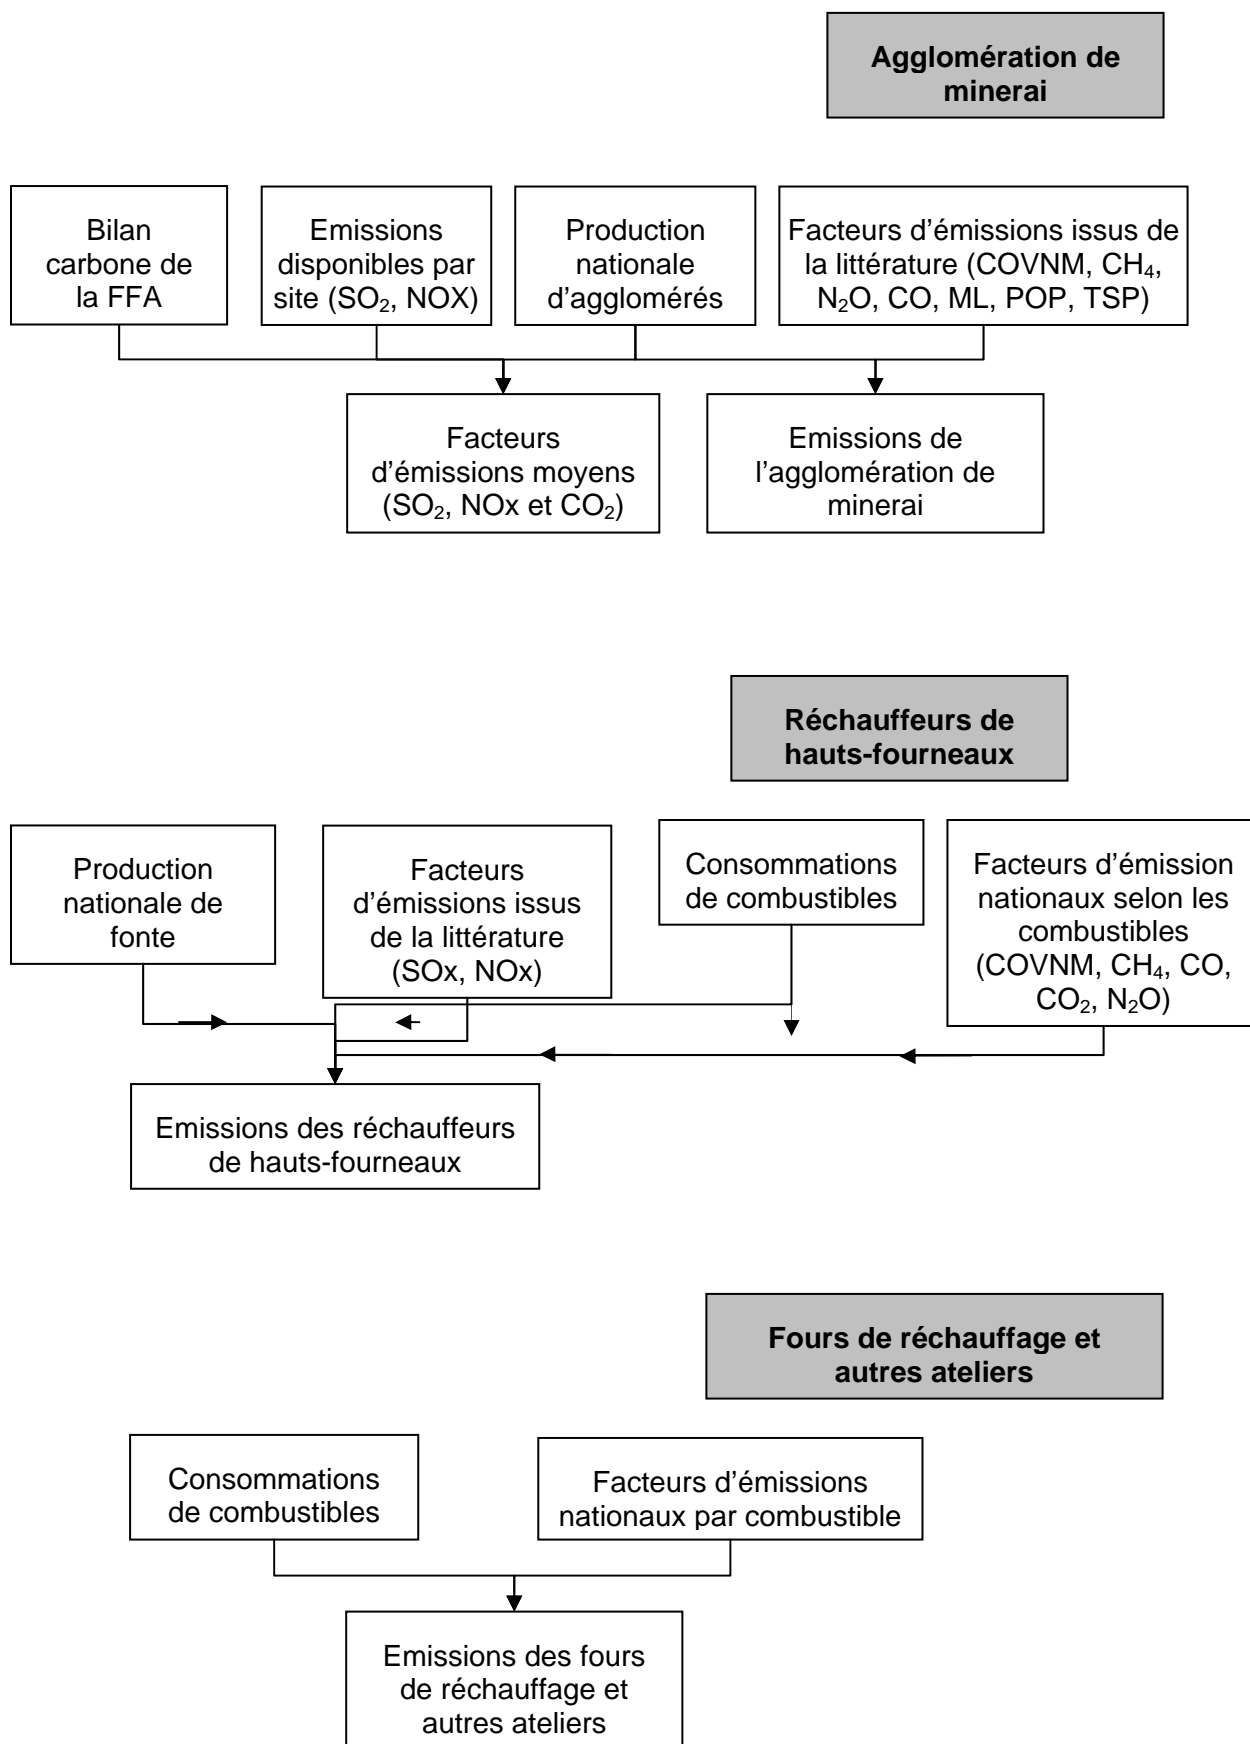 Agglomération de
minerai
Bilan
carbone de
la FFA
Emissions
disponibles par
site (SO₂, NOX)
Production
nationale
d’agglomérés
Facteurs d’émissions issus de
la littérature (COVNM, CH₄,
N₂O, CO, ML, POP, TSP)
Facteurs
d’émissions moyens
(SO₂, NOx et CO₂)
Emissions de
l’agglomération de
minerai
Réchauffeurs de
hauts-fourneaux
Production
nationale de
fonte
Facteurs
d’émissions issus
de la littérature
(SOx, NOx)
Consommations
de combustibles
Facteurs d’émission
nationaux selon les
combustibles
(COVNM, CH₄, CO,
CO₂, N₂O)
Emissions des réchauffeurs
de hauts-fourneaux
Fours de réchauffage et
autres ateliers
Consommations
de combustibles
Facteurs d’émissions
nationaux par combustible
Emissions des fours
de réchauffage et
autres ateliers